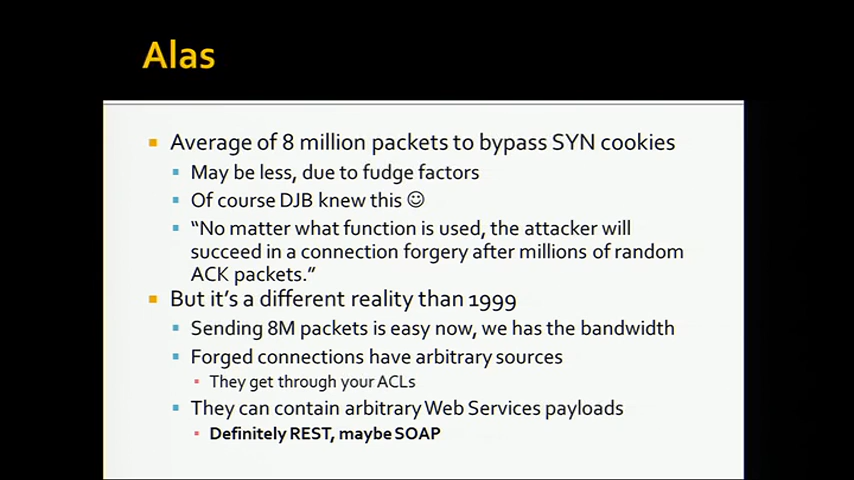 Alas
Average of 8 million packets to bypass SYN cookies
May be less, due to fudge factors
Of course DJB knew this ☺
“No matter what function is used, the attacker will
succeed in a connection forgery after millions of random
ACK packets.”
But it’s a different reality than 1999
Sending 8M packets is easy now, we has the bandwidth
Forged connections have arbitrary sources
They get through your ACLs
They can contain arbitrary Web Services payloads
Definitely REST, maybe SOAP